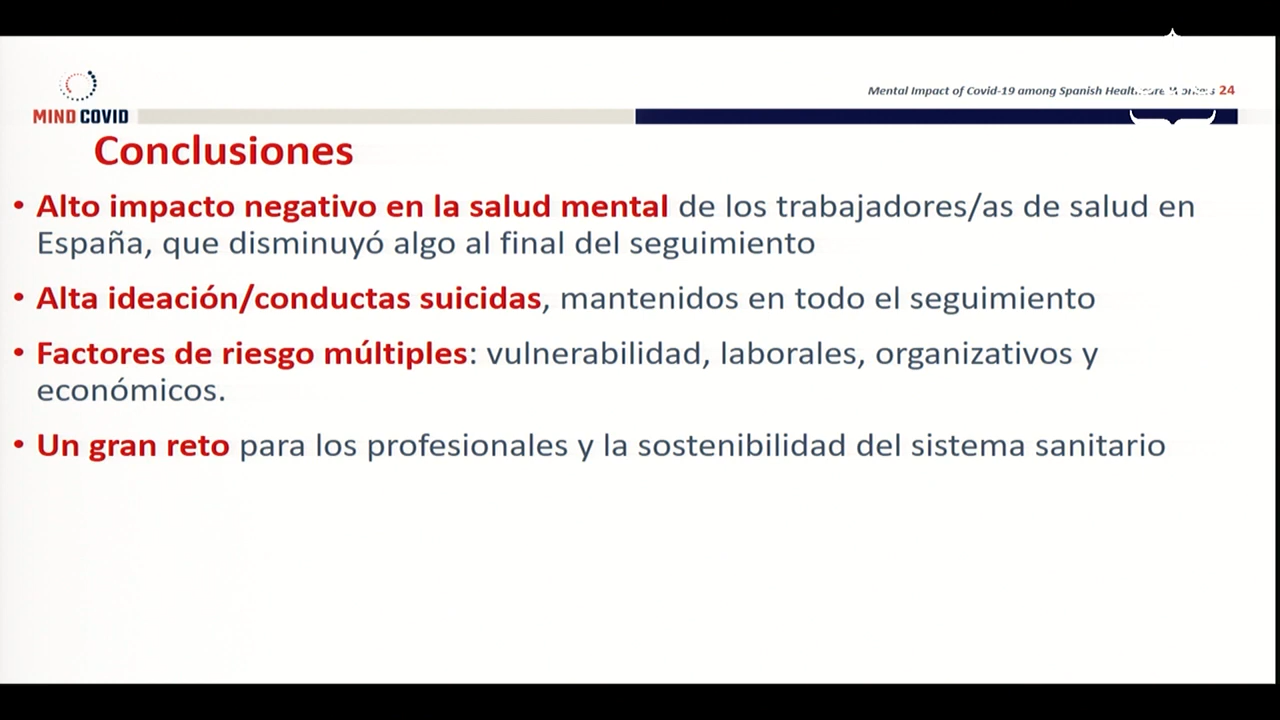 Mental Impact of Covid-19 among Spanish Healthcare Workers 24
MIND COVID
Conclusiones
• Alto impacto negativo en la salud mental de los trabajadores/as de salud en
España, que disminuyó algo al final del seguimiento
• Alta ideación/conductas suicidas, mantenidos en todo el seguimiento
• Factores de riesgo múltiples: vulnerabilidad, laborales, organizativos y
económicos.
• Un gran reto para los profesionales y la sostenibilidad del sistema sanitario